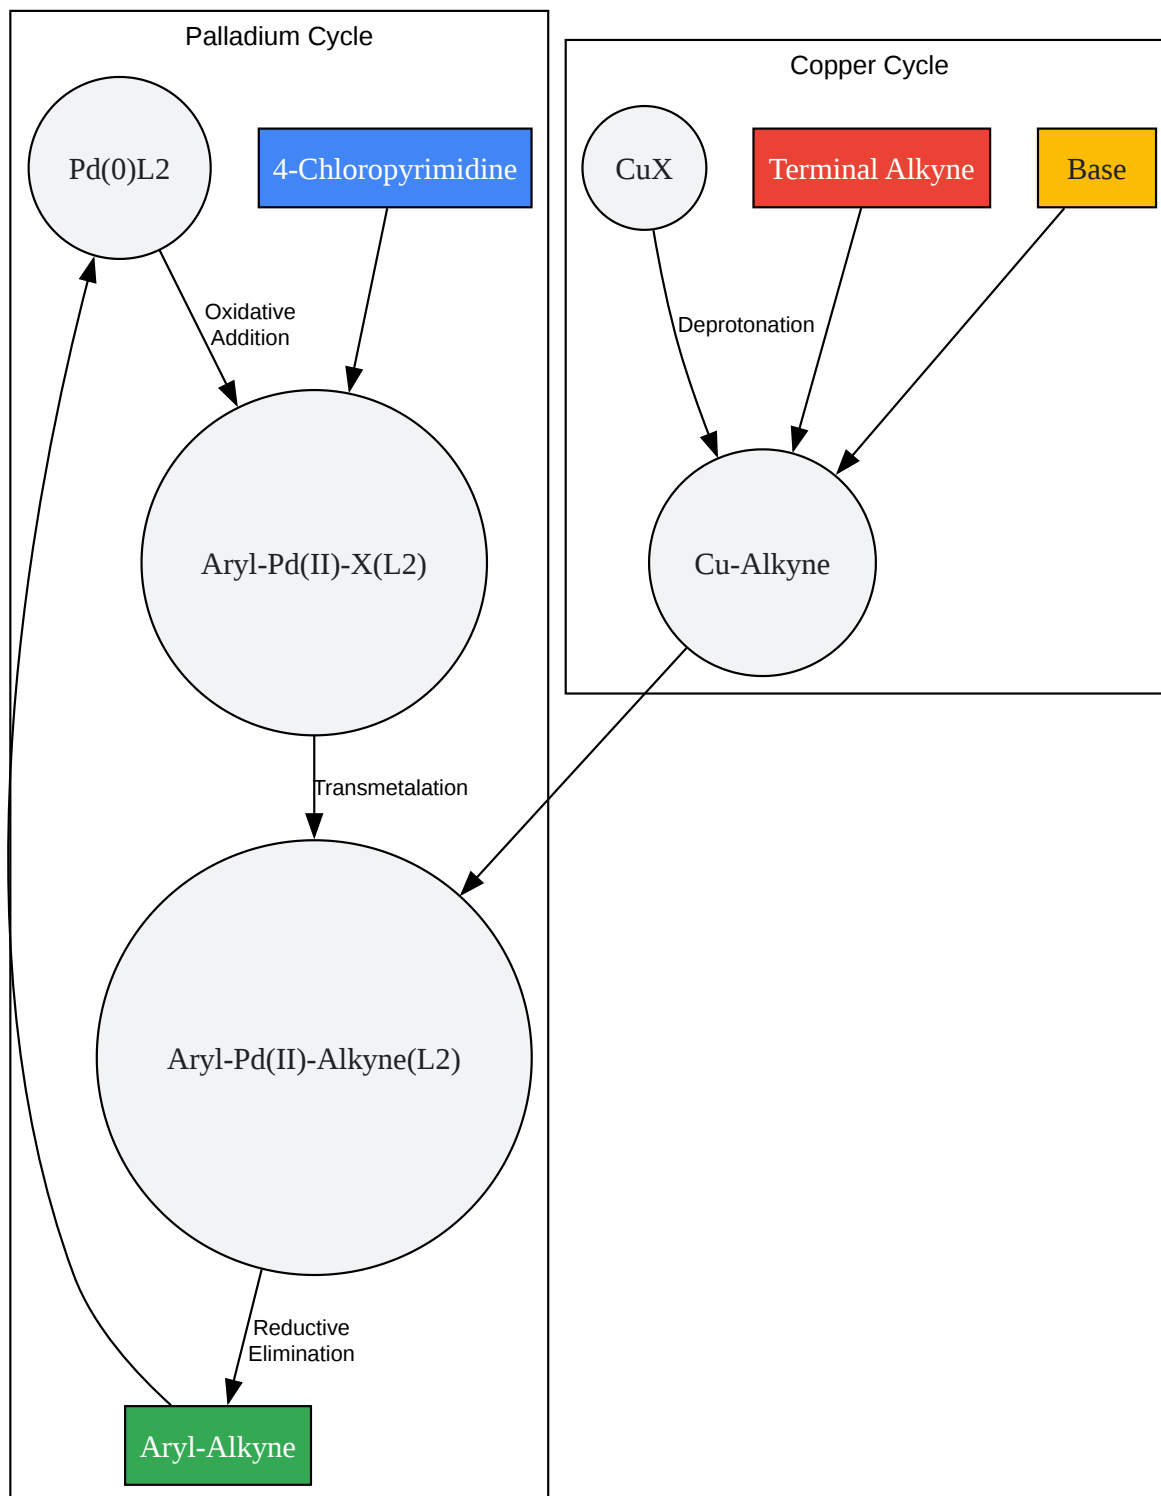 Palladium Cycle
Pd(0)L2
4-Chloropyrimidine
Oxidative
Addition
Aryl-Pd(II)-X(L2)
Transmetalation
Aryl-Pd(II)-Alkyne(L2)
Reductive
Elimination
Aryl-Alkyne
Copper Cycle
CuX
Terminal Alkyne
Base
Deprotonation
Cu-Alkyne